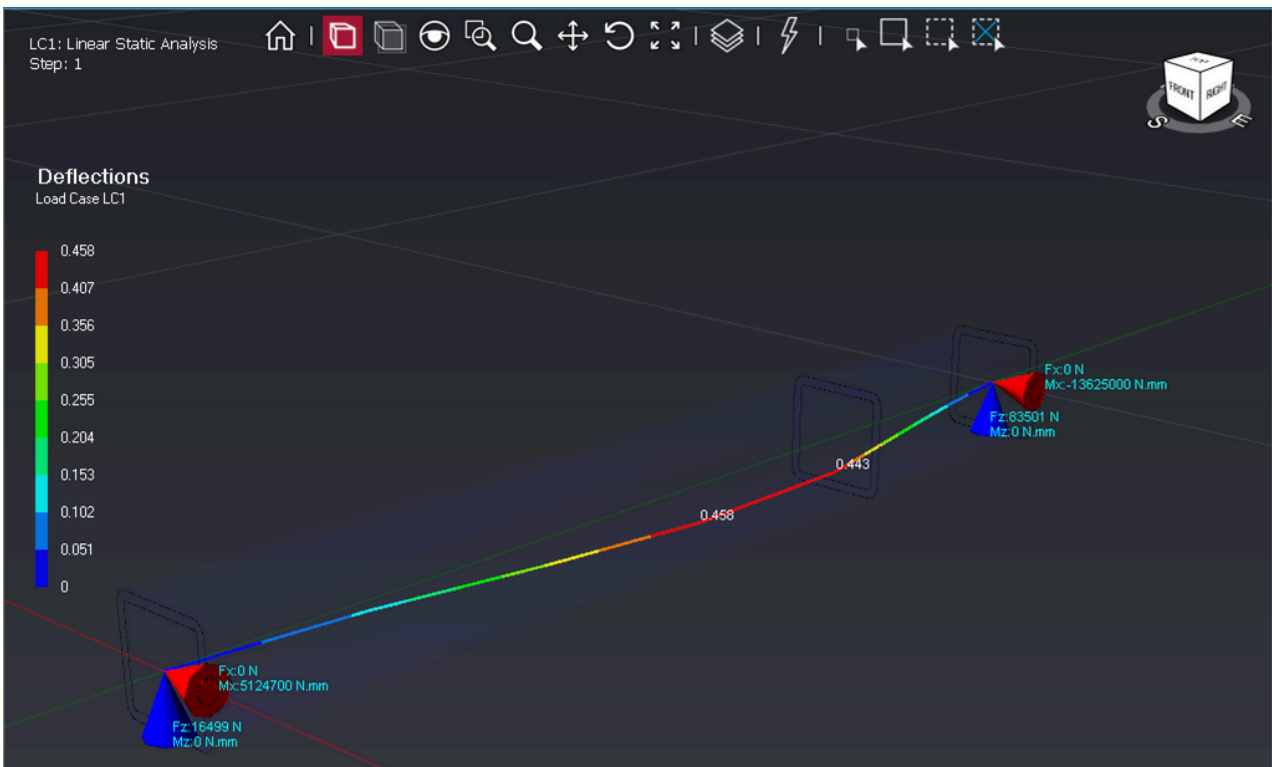 LC1: Linear Static Analysis
Step: 1
FRONT
RIGHT
S
E
Deflections
Load Case LC1
0.458
0.407
0.356
0.305
0.255
0.204
0.153
0.102
0.051
0
Fx:0 N
Mx:-13625000 N.mm
Fz:83501 N
Mz:0 N.mm
0.443
0.458
Fx:0 N
Mx:5124700 N.mm
Fz:16499 N
Mz:0 N.mm